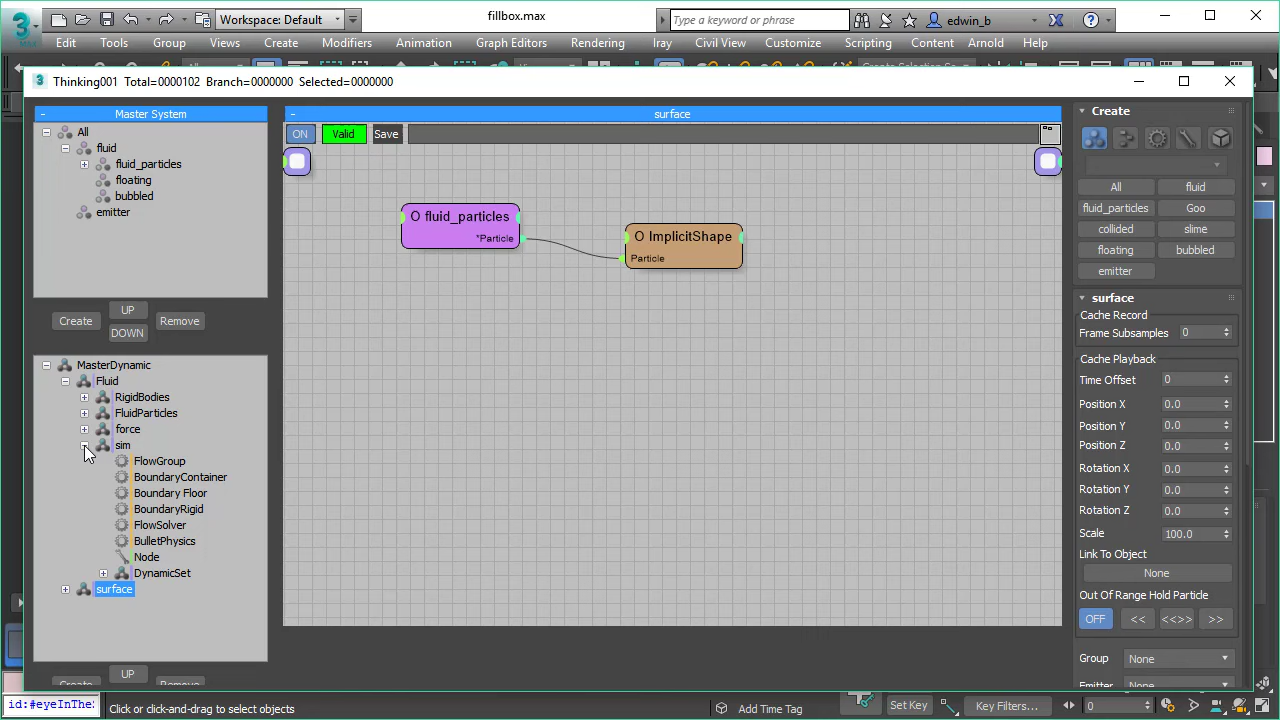 3
MAX
Workspace: Default
fillbox.max
Type a keyword or phrase
edwin_b
?
Edit Tools Group Views Create Modifiers Animation Graph Editors Rendering Iray Civil View Customize Scripting Content Arnold Help
3 Thinking001 Total=0000102 Branch=0000000 Selected=0000000
- Master System
All
fluid
fluid_particles
floating
bubbled
emitter
Create UP Remove
DOWN
MasterDynamic
Fluid
RigidBodies
FluidParticles
force
sim
FlowGroup
BoundaryContainer
Boundary Floor
BoundaryRigid
FlowSolver
BulletPhysics
Node
DynamicSet
surface
UP
Create Remove
- surface
ON Valid Save
O fluid_particles
*Particle
O ImplicitShape
Particle
Create
All fluid
fluid_particles Goo
collided slime
floating bubbled
emitter
surface
Cache Record
Frame Subsamples 0
Cache Playback
Time Offset 0
Position X 0.0
Position Y 0.0
Position Z 0.0
Rotation X 0.0
Rotation Y 0.0
Rotation Z 0.0
Scale 100.0
Link To Object
None
Out Of Range Hold Particle
OFF << <<>> >>
Group None
Emitter None
id:#eyeInTheS
Click or click-and-drag to select objects
Add Time Tag
Set Key
Key Filters...
0